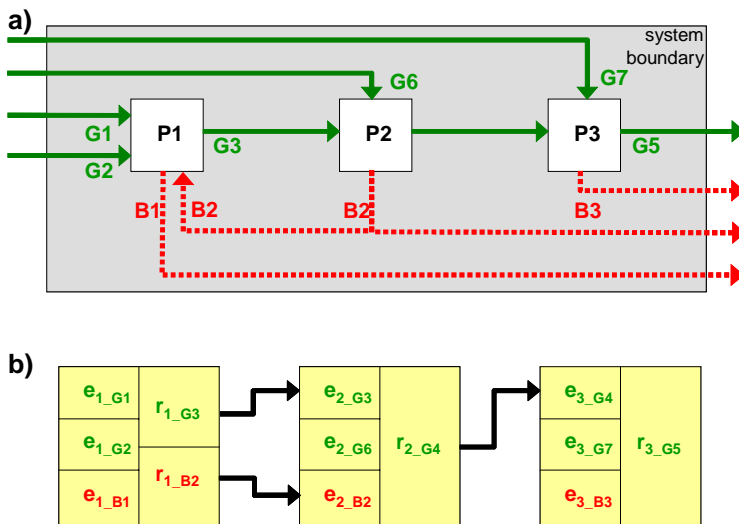 a)
system
boundary
G6
G7
G1
P1
G3
P2
P3
G5
G2
B1
B2
B2
B3
b)
e1_G1
r1_G3
e2_G3
e3_G4
e1_G2
e2_G6
r2_G4
e3_G7
r3_G5
e1_B1
r1_B2
e2_B2
e3_B3